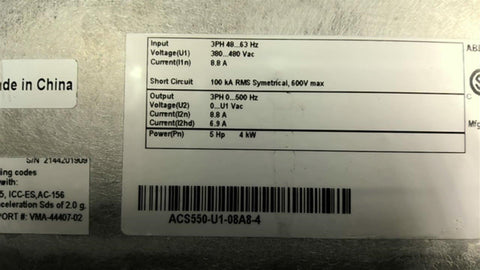 Input 3PH 48...63 Hz
Voltage(U1) 380...480 Vac
Current(I1n) 8.8 A
Short Circuit 100 kA RMS Symetrical, 600V max
Output 3PH 0...500 Hz
Voltage(U2) 0...U1 Vac
Current(I2n) 8.8 A
Current(I2hd) 6.9 A
Power(Pn) 5 Hp 4 kW
ACS550-U1-08A8-4
ade in China
S/N 2144201909
ing codes
with:
5, ICC-ES,AC-156
celeration Sds of 2.0 g.
PORT #: VMA-44407-02
AB
C
Mfg